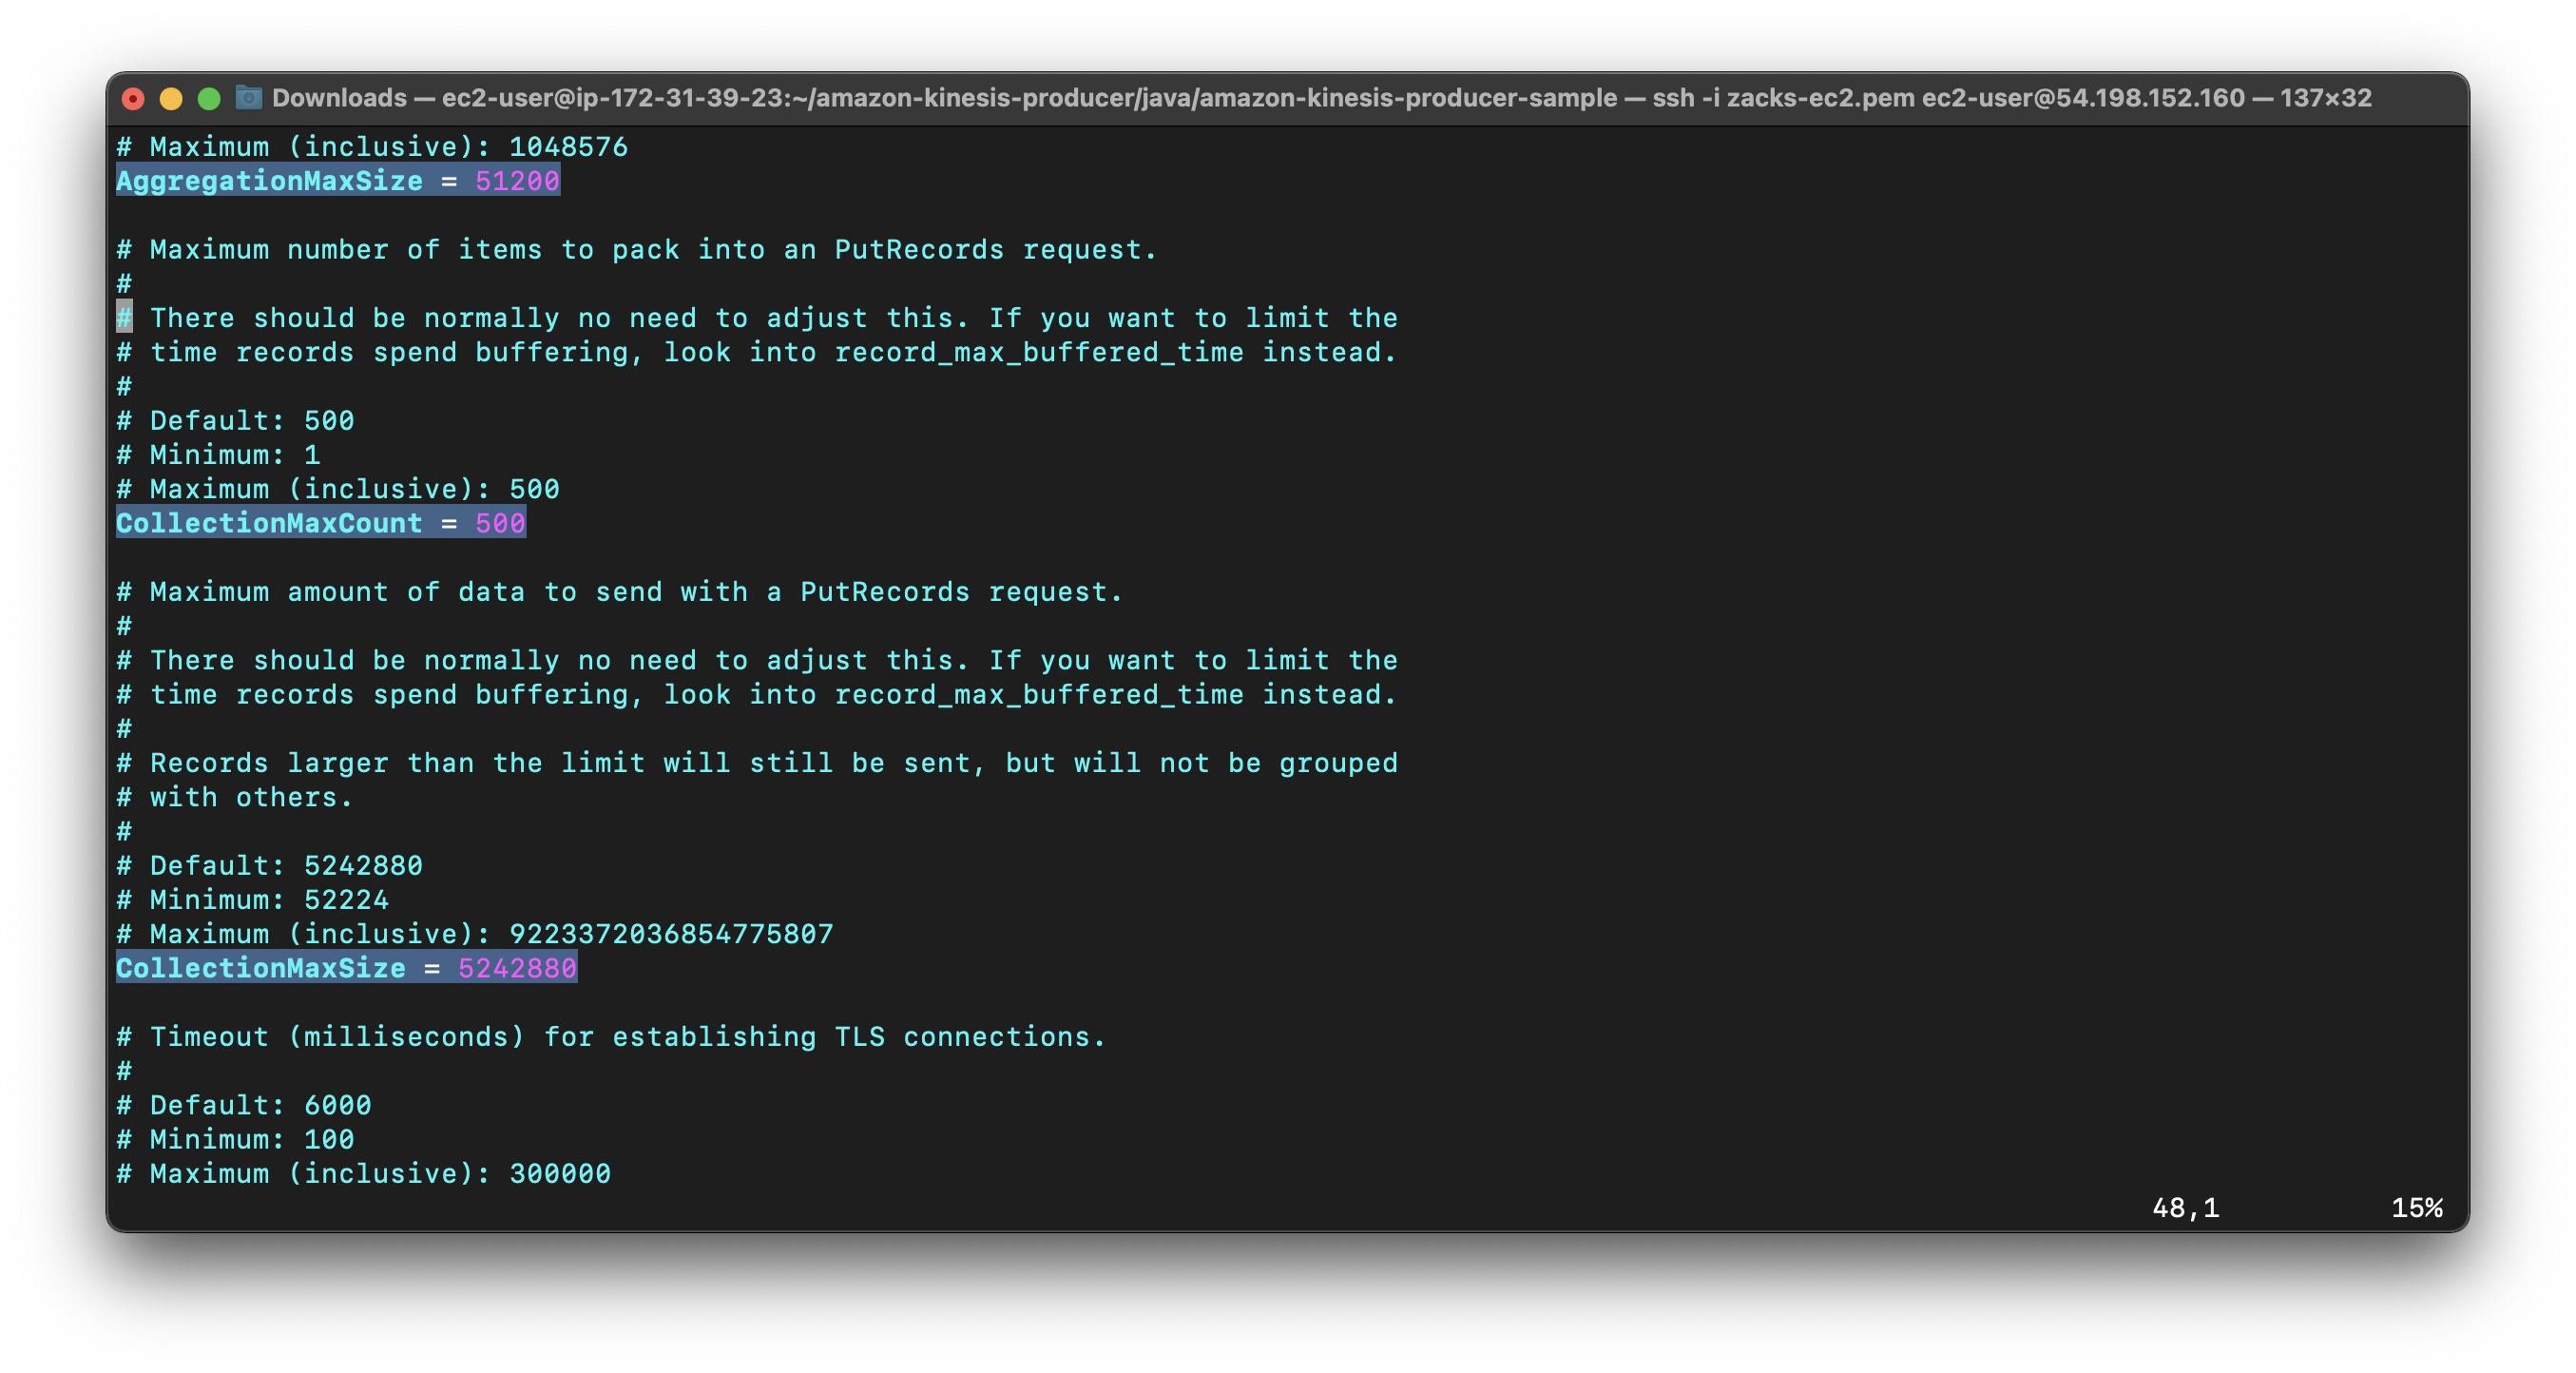 Downloads — ec2-user@ip-172-31-39-23:~/amazon-kinesis-producer/java/amazon-kinesis-producer-sample — ssh -i zacks-ec2.pem ec2-user@54.198.152.160 — 137×32
# Maximum (inclusive): 1048576
AggregationMaxSize = 51200
# Maximum number of items to pack into an PutRecords request.
#
# There should be normally no need to adjust this. If you want to limit the
# time records spend buffering, look into record_max_buffered_time instead.
#
# Default: 500
# Minimum: 1
# Maximum (inclusive): 500
CollectionMaxCount = 500
# Maximum amount of data to send with a PutRecords request.
#
# There should be normally no need to adjust this. If you want to limit the
# time records spend buffering, look into record_max_buffered_time instead.
#
# Records larger than the limit will still be sent, but will not be grouped
# with others.
#
# Default: 5242880
# Minimum: 52224
# Maximum (inclusive): 9223372036854775807
CollectionMaxSize = 5242880
# Timeout (milliseconds) for establishing TLS connections.
#
# Default: 6000
# Minimum: 100
# Maximum (inclusive): 300000
48,1 15%